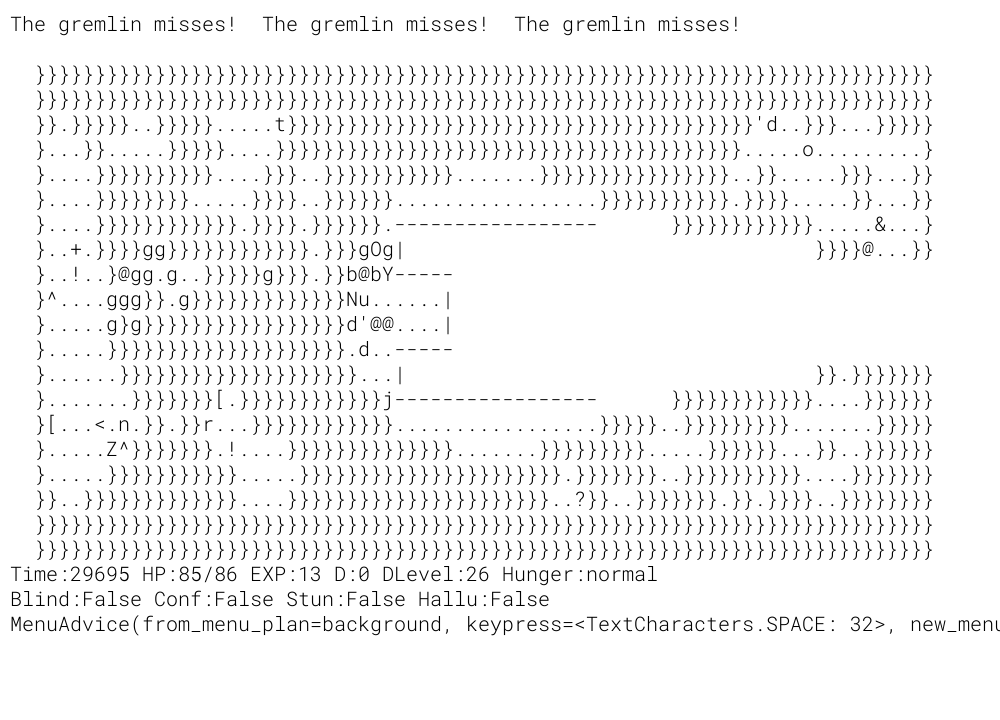 The gremlin misses!  The gremlin misses!  The gremlin misses!
}}}}}}}}}}}}}}}}}}}}}}}}}}}}}}}}}}}}}}}}}}}}}}}}}}}}}}}}}}}}}}}}}}}}}}}}}}}
}}}}}}}}}}}}}}}}}}}}}}}}}}}}}}}}}}}}}}}}}}}}}}}}}}}}}}}}}}}}}}}}}}}}}}}}}}}
}}.}}}}}..}}}}}.....t}}}}}}}}}}}}}}}}}}}}}}}}}}}}}}}}}}}}}}}'d..}}}...}}}}}
}...}}.....}}}}}....}}}}}}}}}}}}}}}}}}}}}}}}}}}}}}}}}}}}}}}.....o.........}
}....}}}}}}}}}}....}}}..}}}}}}}}}}}.......}}}}}}}}}}}}}}}}..}}.....}}}...}}
}....}}}}}}}}.....}}}}..}}}}}}.................}}}}}}}}}}}.}}}}.....}}...}}
}....}}}}}}}}}}}}.}}}}.}}}}}}.-----------------      }}}}}}}}}}}}.....&...}
}..+.}}}}gg}}}}}}}}}}}}.}}}gOg|                                  }}}}@...}}
}..!..}@gg.g..}}}}}g}}}.}}b@bY-----
}^....ggg}}.g}}}}}}}}}}}}}Nu......|
}.....g}g}}}}}}}}}}}}}}}}}d'@@....|
}.....}}}}}}}}}}}}}}}}}}}}.d..-----
}......}}}}}}}}}}}}}}}}}}}}...|                                  }}.}}}}}}}
}.......}}}}}}}[.}}}}}}}}}}}}j-----------------      }}}}}}}}}}}}....}}}}}}
}[...<.n.}}.}}r...}}}}}}}}}}}}.................}}}}}..}}}}}}}}}.......}}}}}
}.....Z^}}}}}}}.!....}}}}}}}}}}}}}}.......}}}}}}}}}.....}}}}}}...}}..}}}}}}
}.....}}}}}}}}}}}.....}}}}}}}}}}}}}}}}}}}}}}.}}}}}}}..}}}}}}}}}}....}}}}}}}
}}..}}}}}}}}}}}}}....}}}}}}}}}}}}}}}}}}}}}}..?}}..}}}}}}}.}}.}}}}..}}}}}}}}
}}}}}}}}}}}}}}}}}}}}}}}}}}}}}}}}}}}}}}}}}}}}}}}}}}}}}}}}}}}}}}}}}}}}}}}}}}}
}}}}}}}}}}}}}}}}}}}}}}}}}}}}}}}}}}}}}}}}}}}}}}}}}}}}}}}}}}}}}}}}}}}}}}}}}}}
Time:29695 HP:85/86 EXP:13 D:0 DLevel:26 Hunger:normal
Blind:False Conf:False Stun:False Hallu:False
MenuAdvice(from_menu_plan=background, keypress=<TextCharacters.SPACE: 32>, new_menu